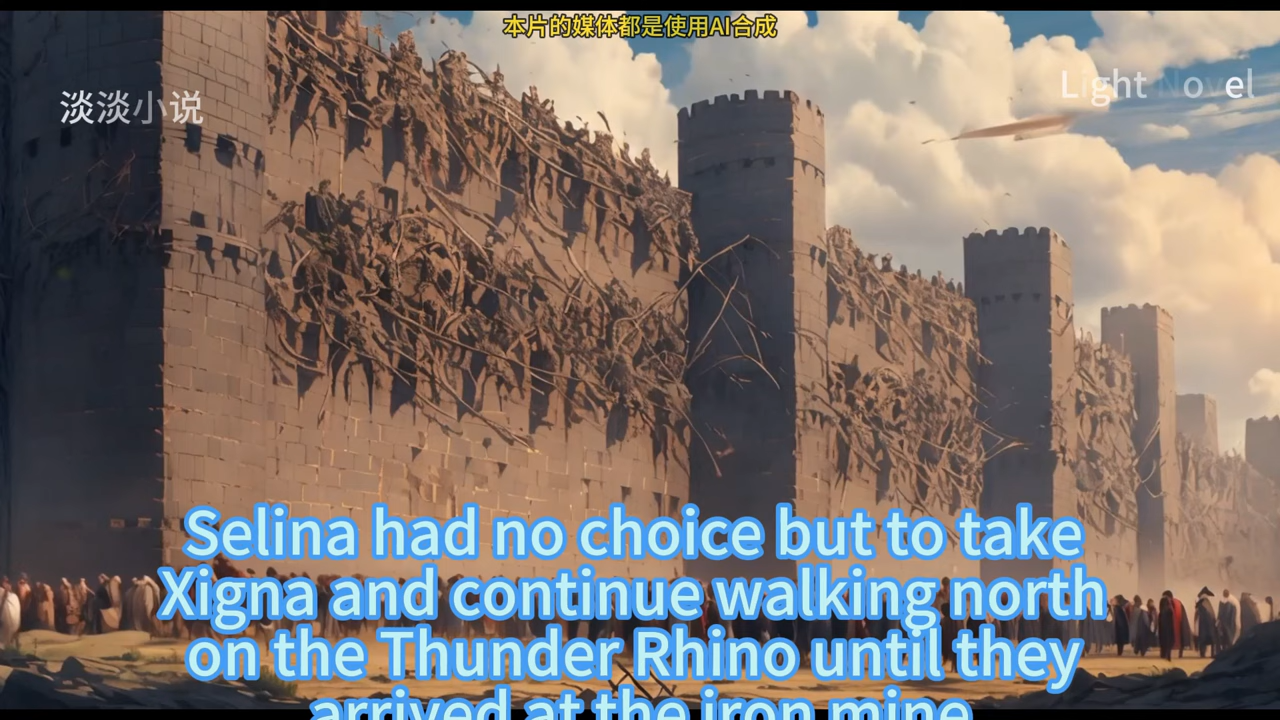 本片的媒体都是使用AI合成
淡淡小说
Light Novel
Selina had no choice but to take
Xigna and continue walking north
on the Thunder Rhino until they
arrived at the iron mine